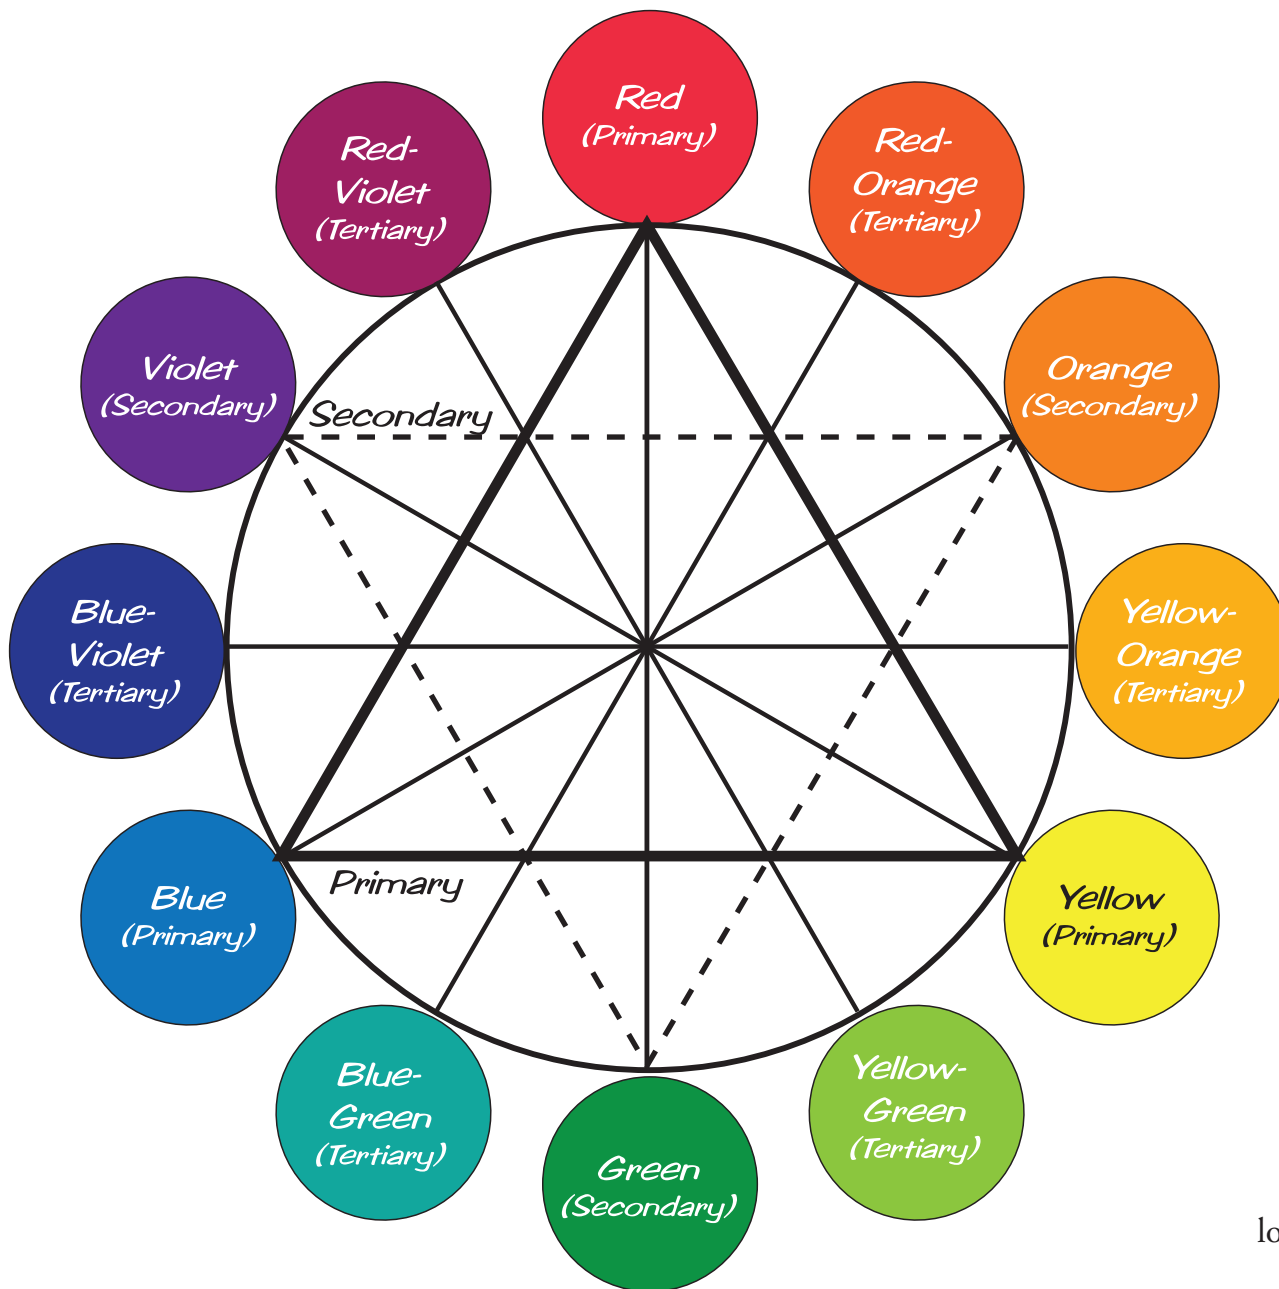 Red
(Primary)
Red-
Orange
(Tertiary)
Orange
(Secondary)
Yellow-
Orange
(Tertiary)
Yellow
(Primary)
Yellow-
Green
(Tertiary)
Green
(Secondary)
Blue-
Green
(Tertiary)
Blue
(Primary)
Blue-
Violet
(Tertiary)
Violet
(Secondary)
Red-
Violet
(Tertiary)
Secondary
Primary
lo